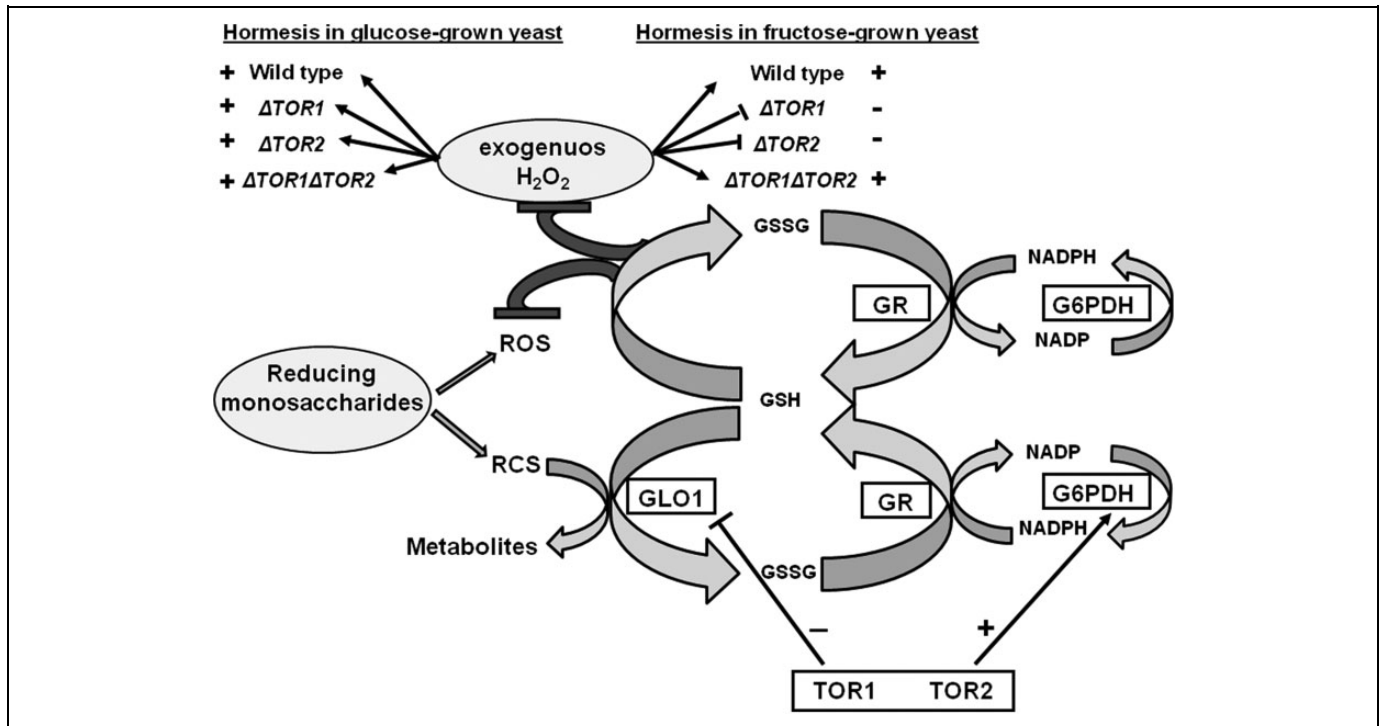 Hormesis in glucose-grown yeast
Hormesis in fructose-grown yeast
+ Wild type
+ ΔTOR1
+ ΔTOR2
+ ΔTOR1ΔTOR2
exogenuos
H₂O₂
Wild type +
ΔTOR1 -
ΔTOR2 -
ΔTOR1ΔTOR2 +
GSSG
NADPH
GR
G6PDH
NADP
ROS
Reducing
monosaccharides
GSH
RCS
NADP
GLO1
GR
G6PDH
NADPH
Metabolites
GSSG
–
+
TOR1 TOR2